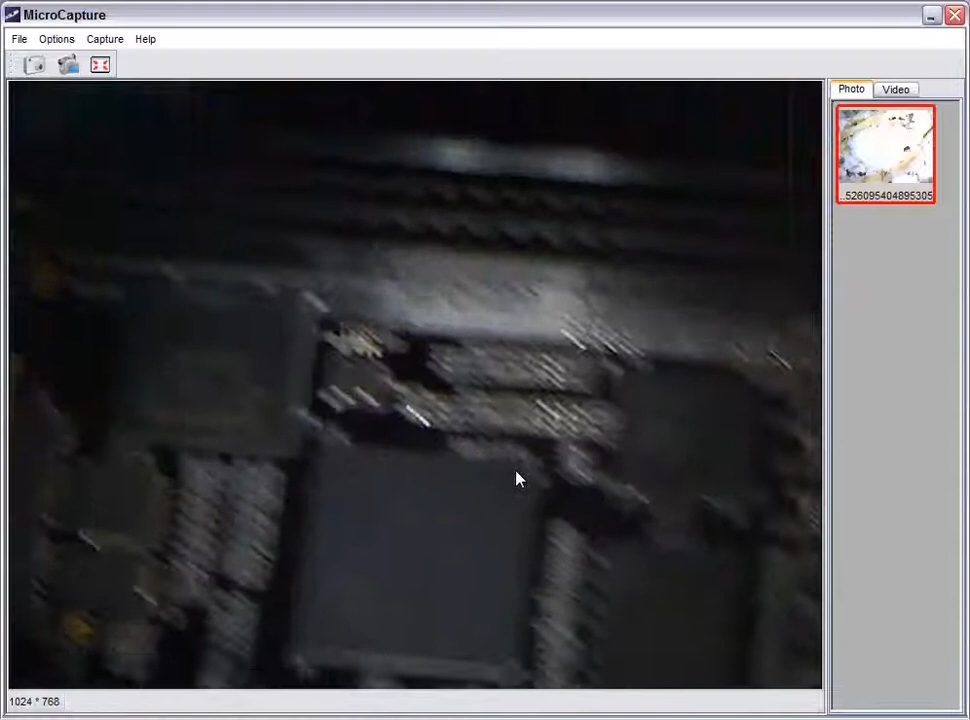 MicroCapture
File Options Capture Help
Photo Video
..526095404895305
1024 * 768